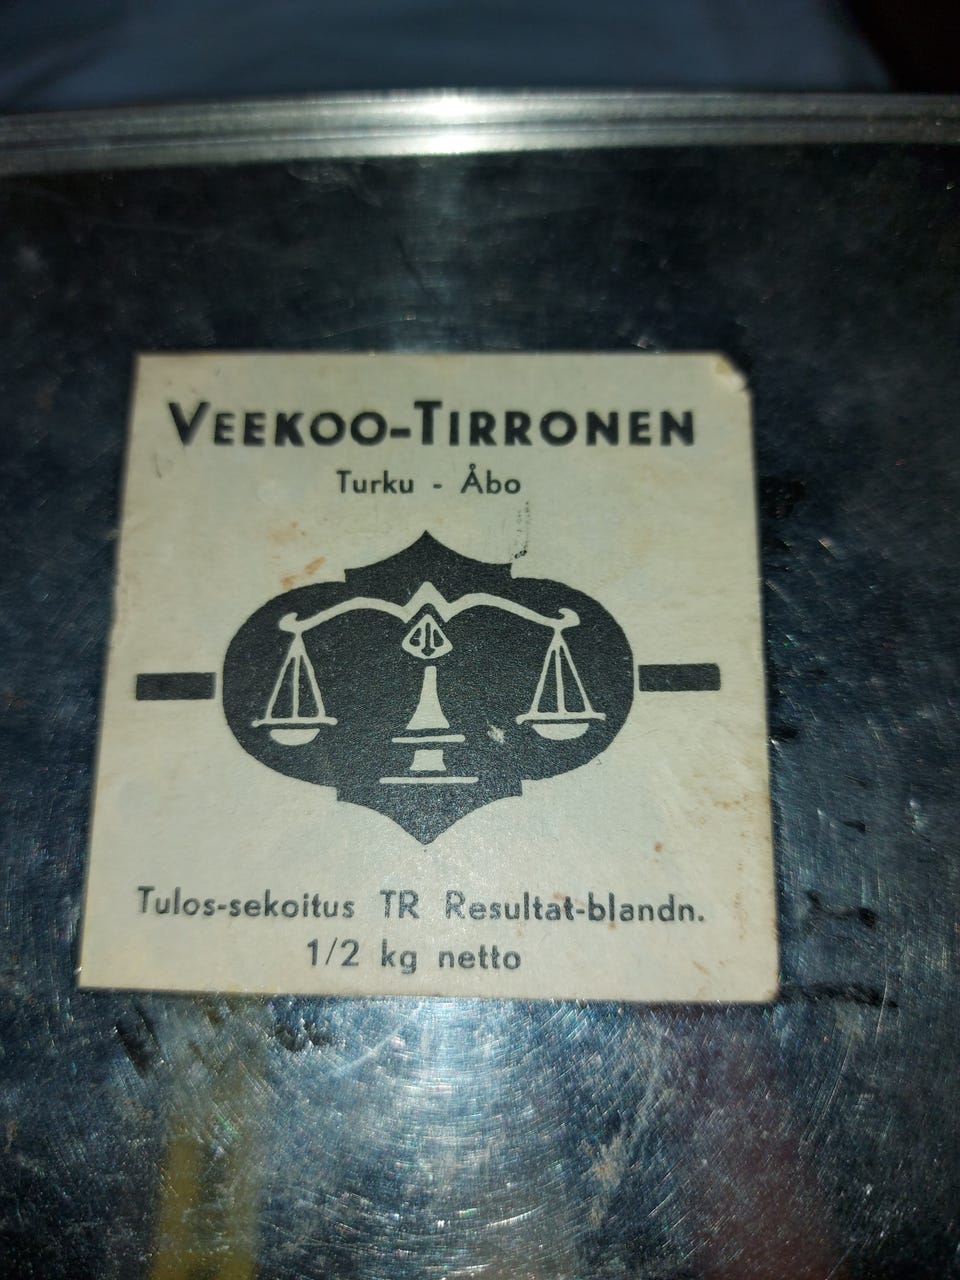 VEEKOO-TIRRONEN
Turku - Åbo
Tulos-sekoitus TR Resultat-blandn.
1/2 kg netto